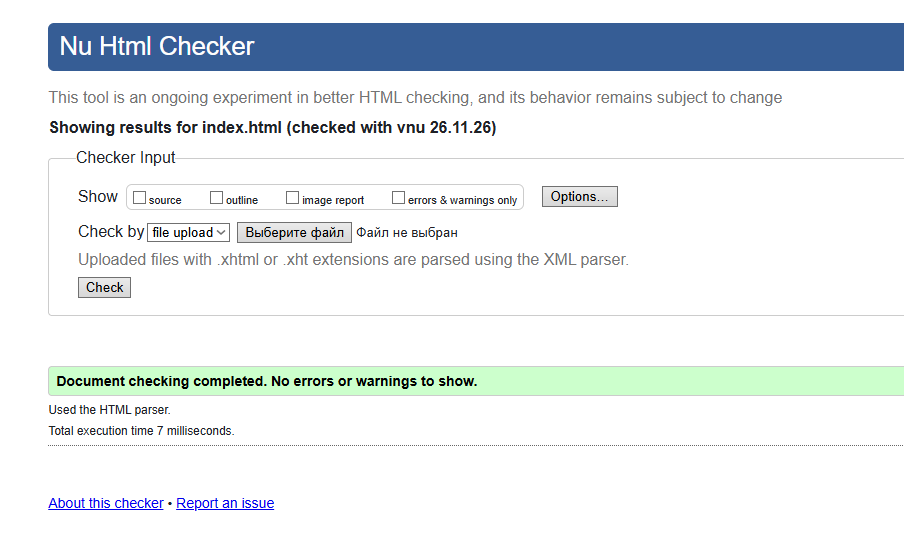 Nu Html Checker
This tool is an ongoing experiment in better HTML checking, and its behavior remains subject to change
Showing results for index.html (checked with vnu 26.11.26)
Checker Input
Show source outline image report errors & warnings only Options...
Check by file upload Выберите файл Файл не выбран
Uploaded files with .xhtml or .xht extensions are parsed using the XML parser.
Check
Document checking completed. No errors or warnings to show.
Used the HTML parser.
Total execution time 7 milliseconds.
About this checker • Report an issue